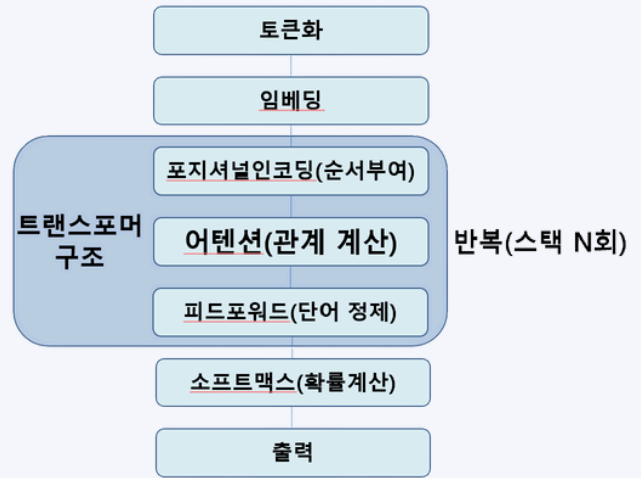 토큰화
임베딩
포지셔널인코딩(순서부여)
트랜스포머
구조
어텐션(관계 계산)
반복(스택 N회)
피드포워드(단어 정제)
소프트맥스(확률계산)
출력